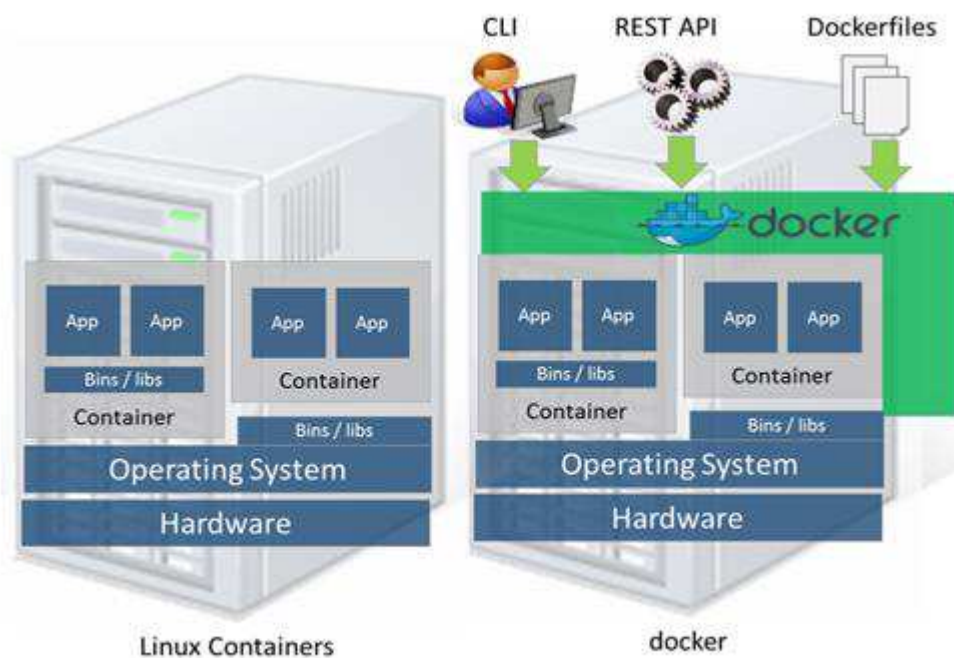 CLI REST API Dockerfiles
docker
App App App App
Bins / libs
Container
Container
Bins / libs
Operating System
Hardware
Linux Containers
App App App App
Bins / libs
Container
Container
Bins / libs
Operating System
Hardware
docker